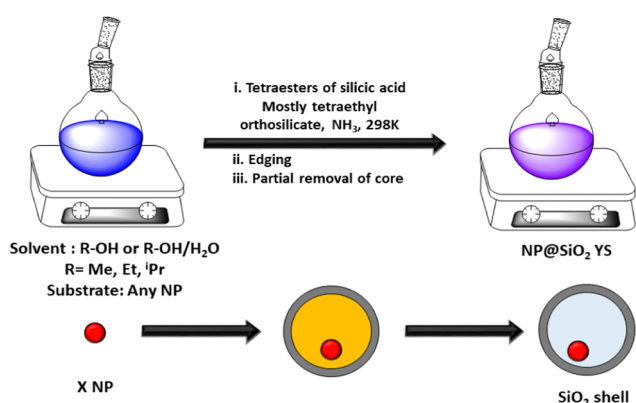 i. Tetraesters of silicic acid
Mostly tetraethyl
orthosilicate, NH₃, 298K
ii. Edging
iii. Partial removal of core
Solvent : R-OH or R-OH/H₂O
R= Me, Et, ⁱPr
Substrate: Any NP
NP@SiO₂ YS
X NP
SiO₂ shell